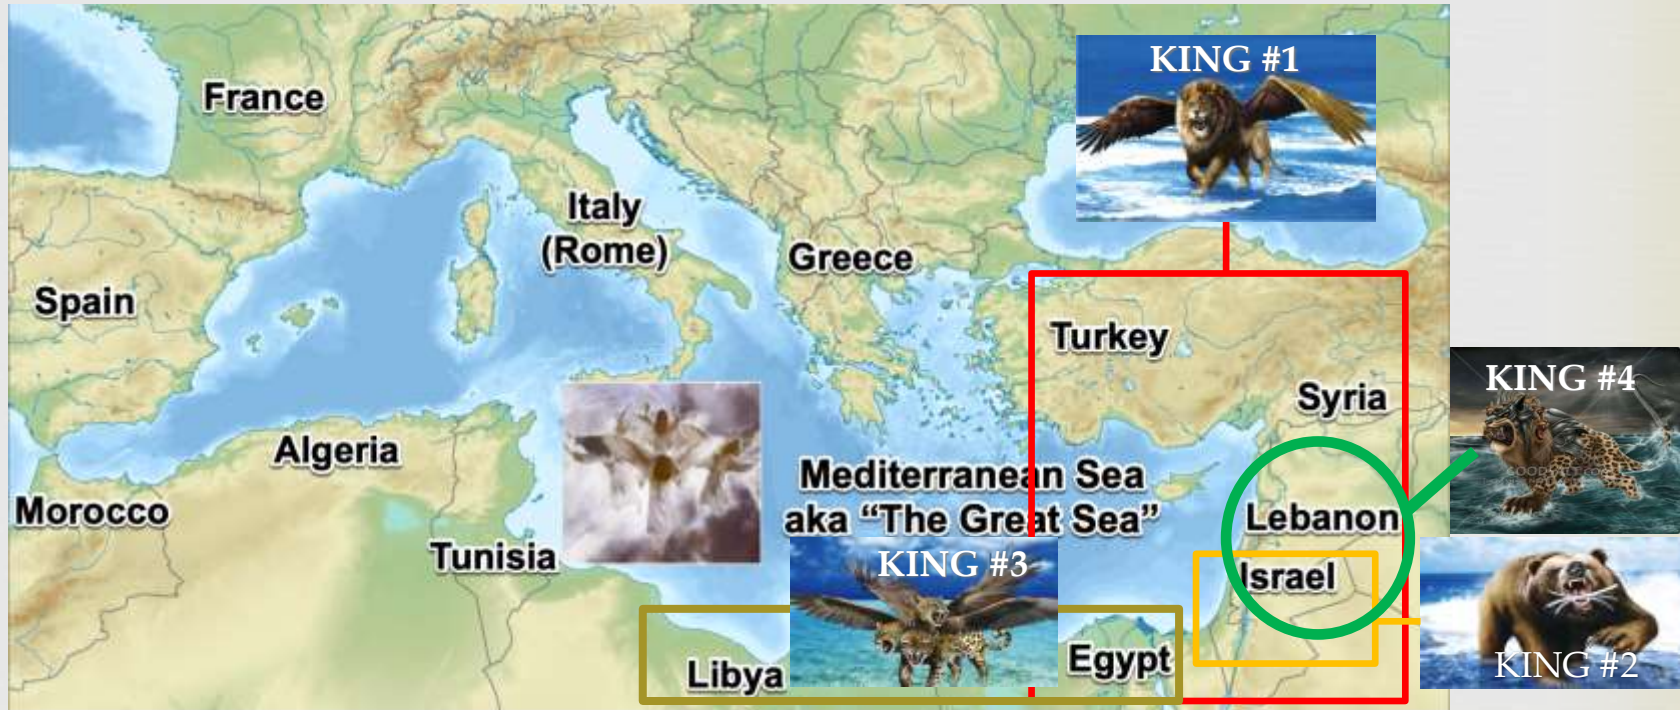 KING #1
France
Italy
(Rome)
Greece
Spain
Turkey
KING #4
Syria
Algeria
Mediterranean Sea
aka “The Great Sea”
Morocco
Lebanon
Tunisia
KING #3
Israel
Libya
Egypt
KING #2